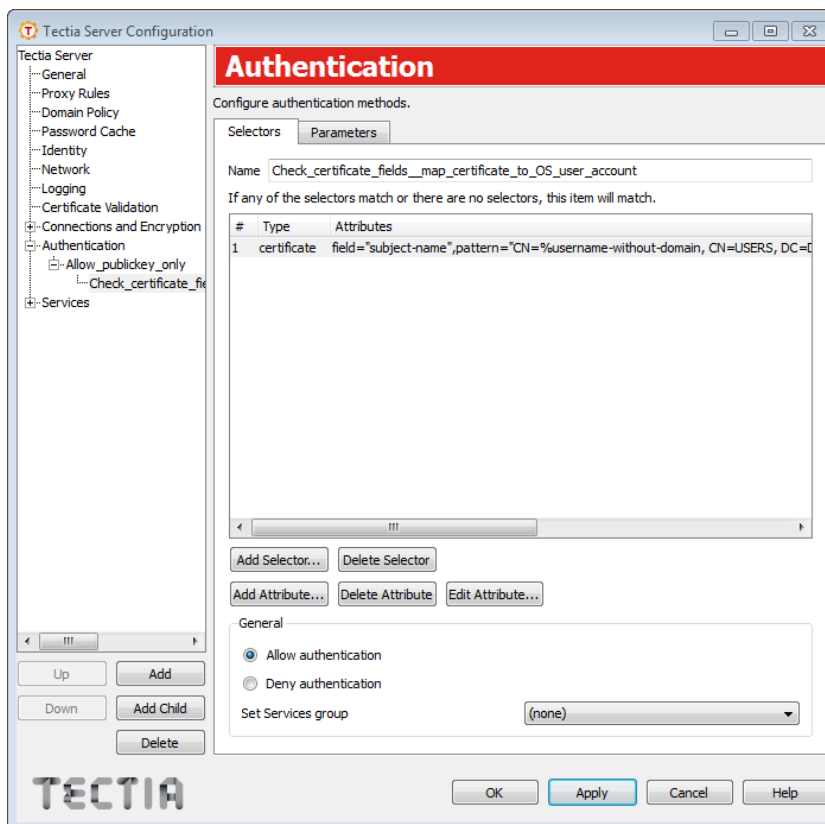 Tectia Server Configuration
Tectia Server
General
Proxy Rules
Domain Policy
Password Cache
Identity
Network
Logging
Certificate Validation
Connections and Encryption
Authentication
Allow_publickey_only
Check_certificate_fie
Services
Up
Add
Down
Add Child
Delete
TECTIA
Authentication
Configure authentication methods.
Selectors
Parameters
Name
Check_certificate_fields__map_certificate_to_OS_user_account
If any of the selectors match or there are no selectors, this item will match.
# Type Attributes
1 certificate field="subject-name",pattern="CN=%username-without-domain, CN=USERS, DC=D
Add Selector... Delete Selector
Add Attribute... Delete Attribute Edit Attribute...
General
Allow authentication
Deny authentication
Set Services group (none)
OK Apply Cancel Help